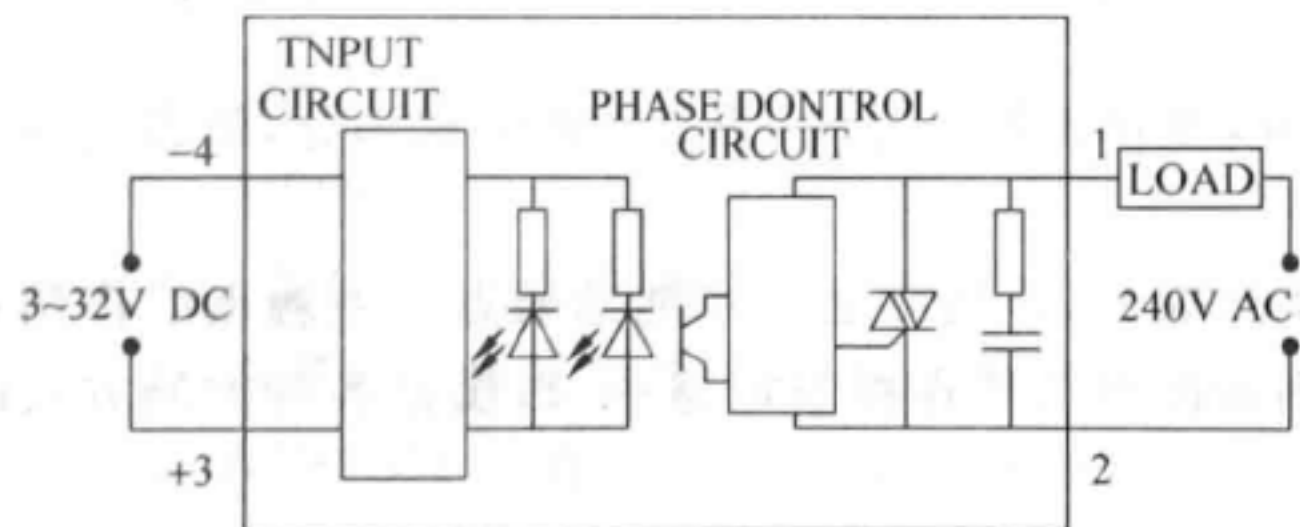 TNPUT
CIRCUIT
PHASE DONTROL
CIRCUIT
−4
1
LOAD
3~32V DC
240V AC
+3
2